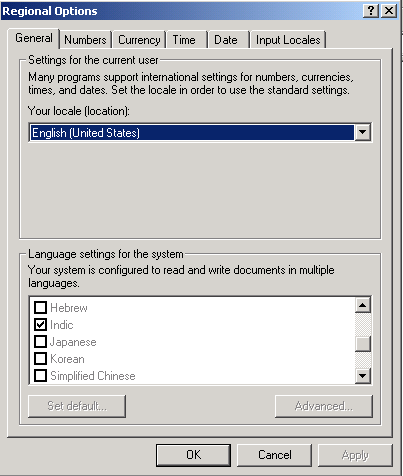 Regional Options
General Numbers Currency Time Date Input Locales
Settings for the current user
Many programs support international settings for numbers, currencies,
times, and dates. Set the locale in order to use the standard settings.
Your locale (location):
English (United States)
Language settings for the system
Your system is configured to read and write documents in multiple
languages.
Hebrew
Indic
Japanese
Korean
Simplified Chinese
Set default... Advanced...
OK Cancel Apply